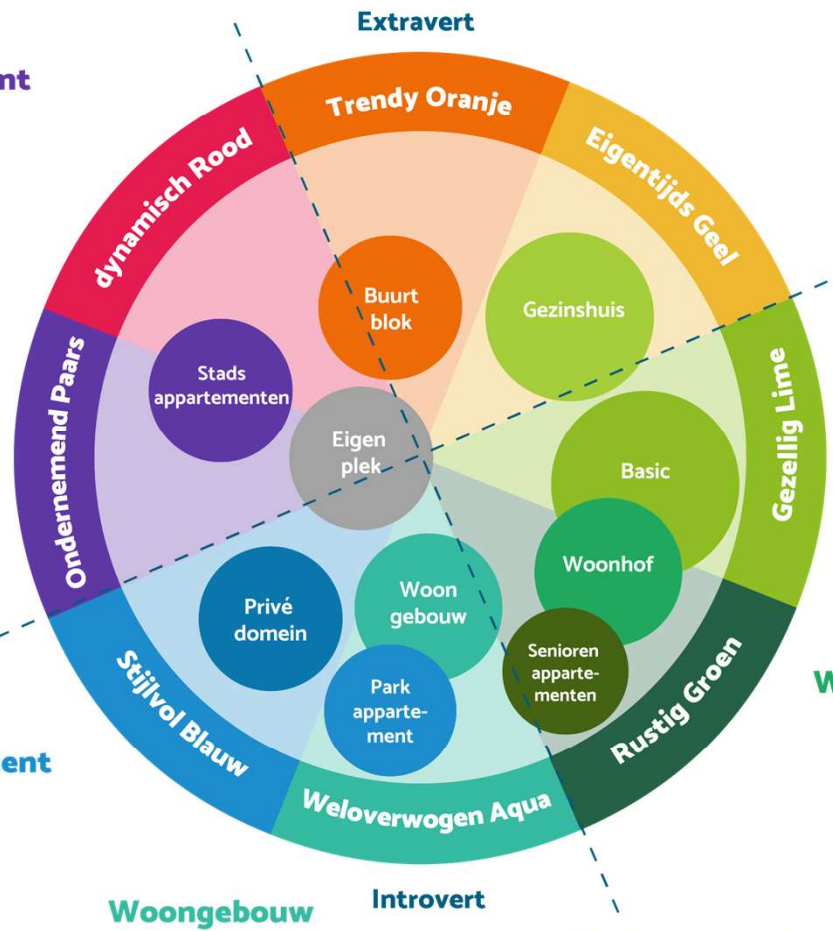 Extravert
nt
Trendy Oranje
dynamisch Rood
Eigentijds Geel
Buurt
blok
Gezinshuis
Stads
appartementen
Ondernemend Paars
Gezellig Lime
Eigen
plek
Basic
Woonhof
Woon
gebouw
Privé
domein
Senioren
apparte-
menten
Park
apparte-
ment
Stijlvol Blauw
Rustig Groen
W
ent
Weloverwogen Aqua
Introvert
Woongebouw